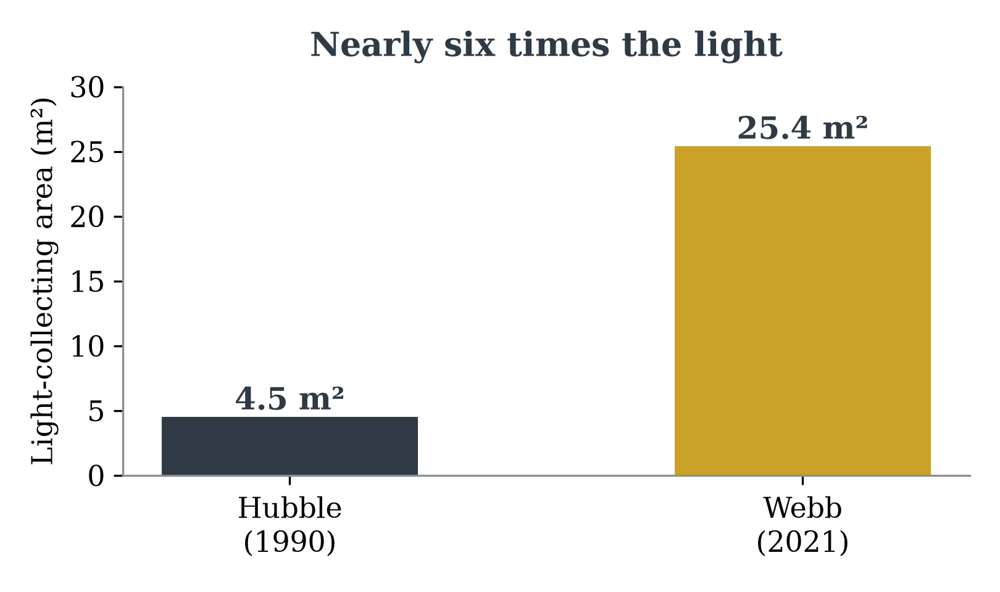 Nearly six times the light
Light-collecting area (m²)
30
25
20
15
10
5
0
25.4 m²
4.5 m²
Hubble
(1990)
Webb
(2021)